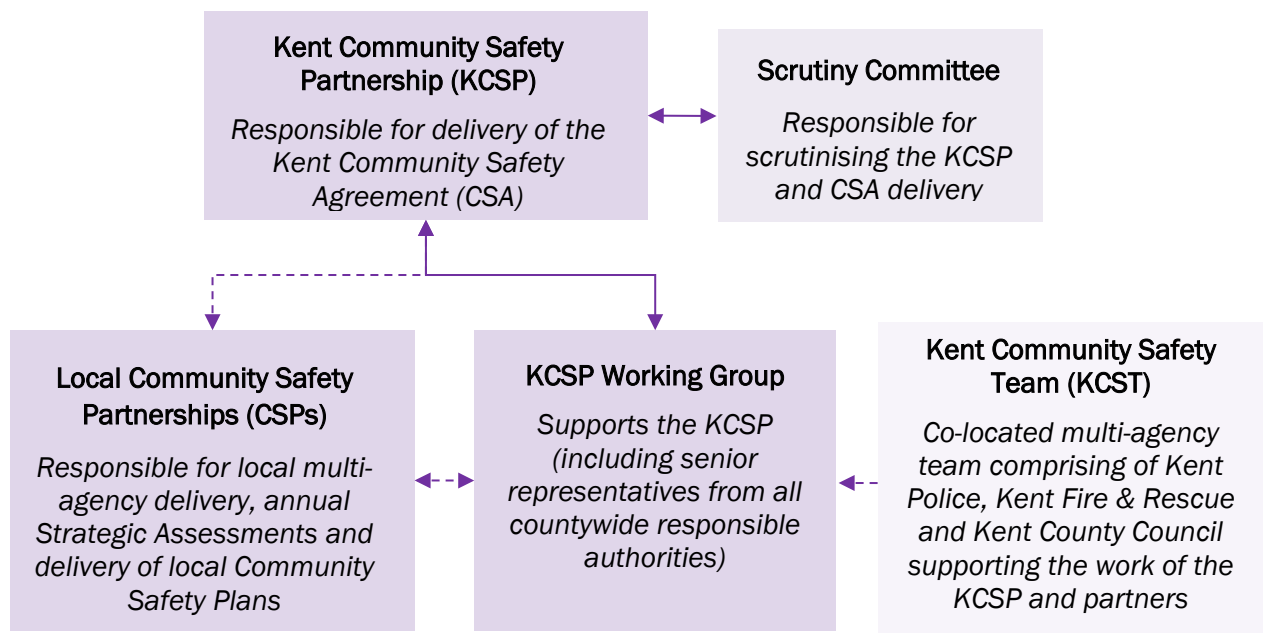 Kent Community Safety
Partnership (KCSP)
Responsible for delivery of the
Kent Community Safety
Agreement (CSA)
Scrutiny Committee
Responsible for
scrutinising the KCSP
and CSA delivery
Local Community Safety
Partnerships (CSPs)
Responsible for local multi-
agency delivery, annual
Strategic Assessments and
delivery of local Community
Safety Plans
KCSP Working Group
Supports the KCSP
(including senior
representatives from all
countywide responsible
authorities)
Kent Community Safety
Team (KCST)
Co-located multi-agency
team comprising of Kent
Police, Kent Fire & Rescue
and Kent County Council
supporting the work of the
KCSP and partners